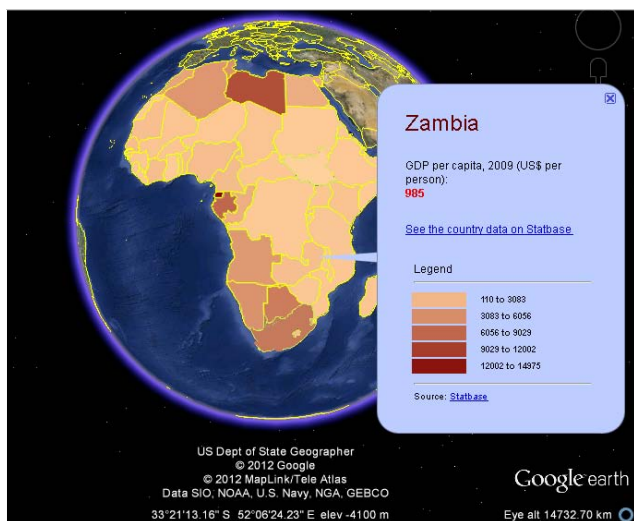 Zambia
GDP per capita, 2009 (US$ per
person):
985
See the country data on Statbase
Legend
110 to 3083
3083 to 6056
6056 to 9029
9029 to 12002
12002 to 14975
Source: Statbase
US Dept of State Geographer
© 2012 Google
© 2012 MapLink/Tele Atlas
Data SIO, NOAA, U.S. Navy, NGA, GEBCO
Google earth
33°21'13.16" S 52°06'24.23" E elev -4100 m
Eye alt 14732.70 km